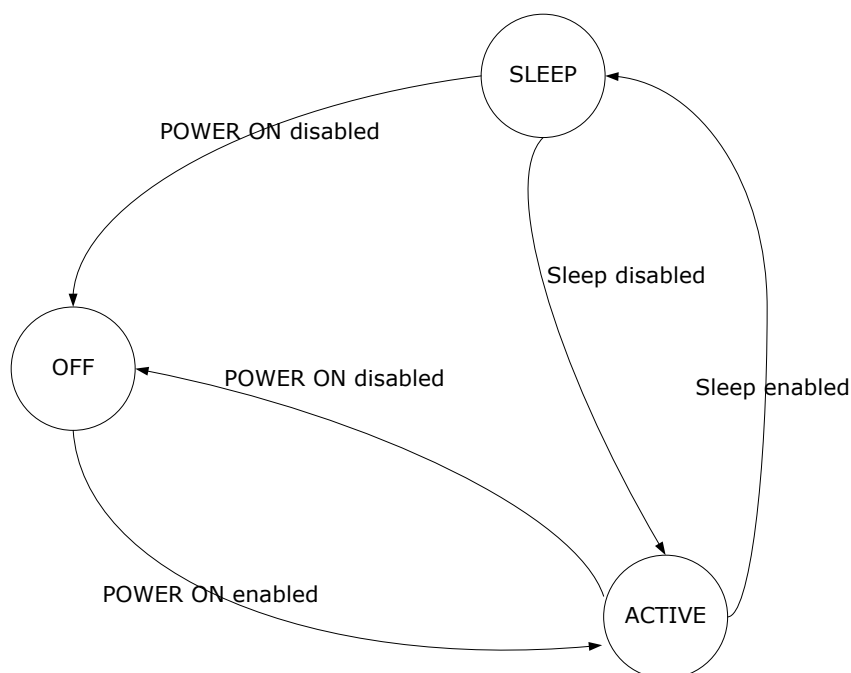 SLEEP
POWER ON disabled
Sleep disabled
OFF
POWER ON disabled
Sleep enabled
POWER ON enabled
ACTIVE